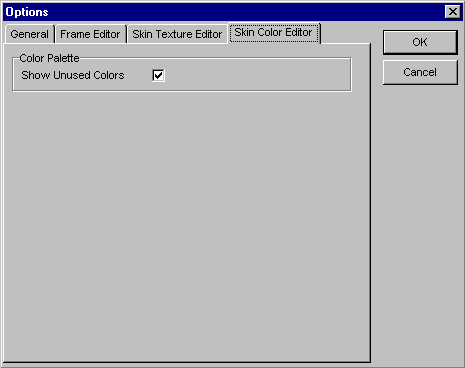 Options
General Frame Editor Skin Texture Editor Skin Color Editor
OK
Color Palette
Show Unused Colors
Cancel